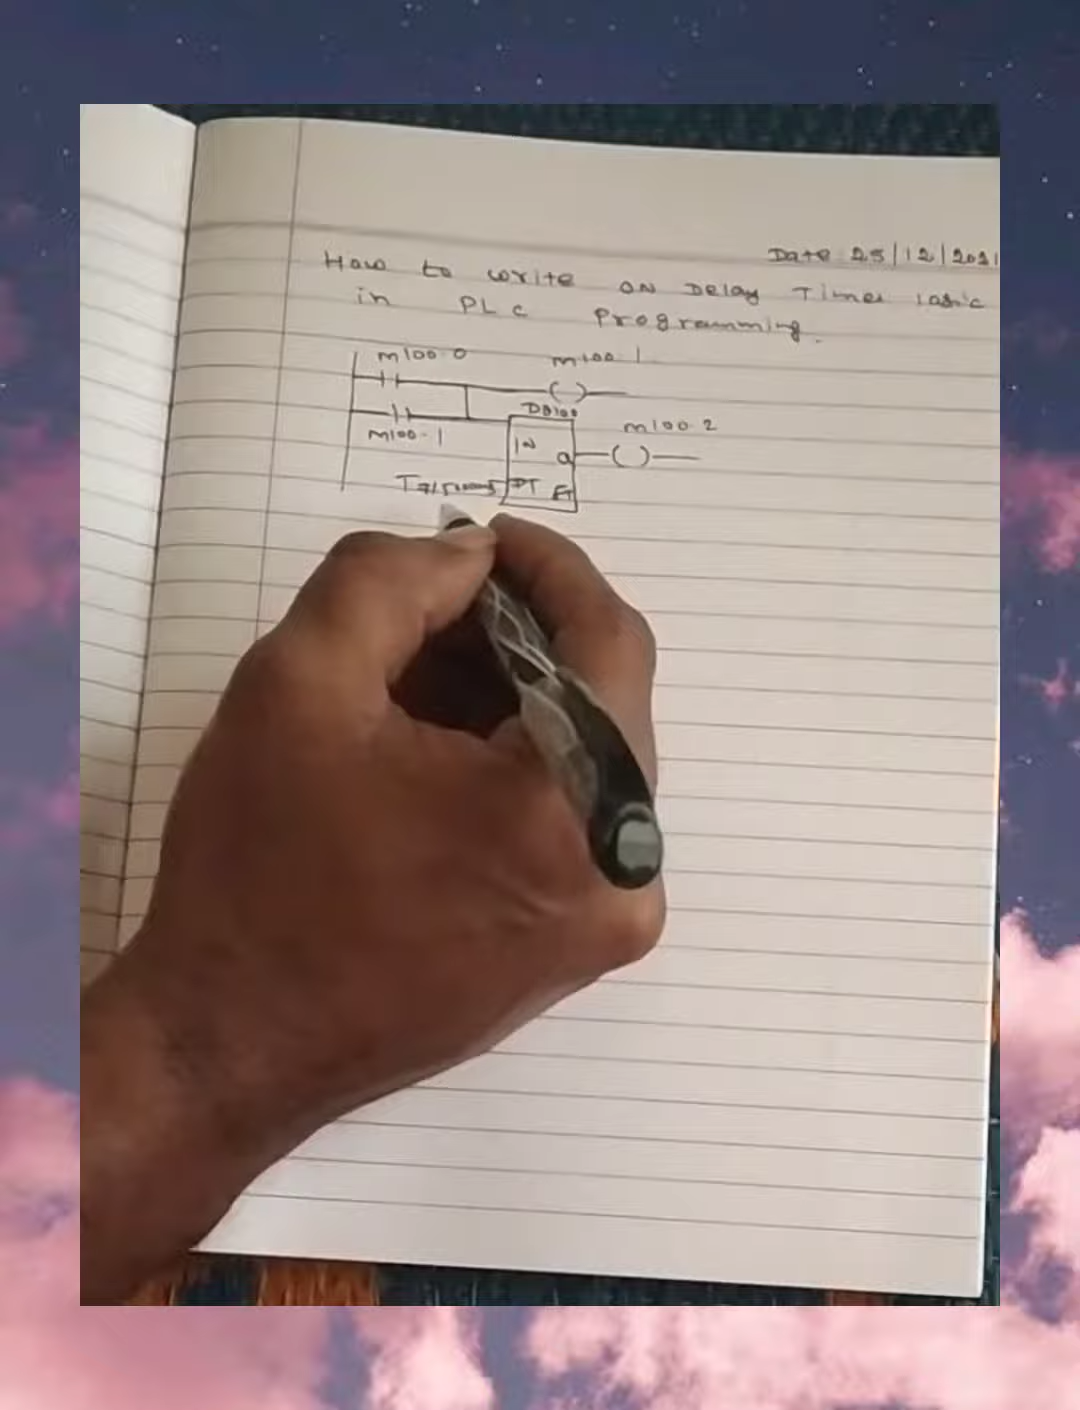 Date 25/12/2021
How to write ON Delay Timer logic
in PLC Programming.
m100.0 m100.1
DB100
m100.2
M100.1 IN Q
PT ET